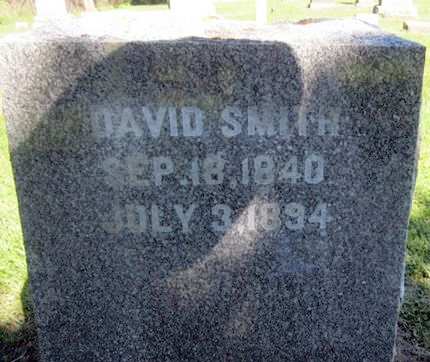 DAVID SMITH
SEP. 18, 1840
JULY 3, 1894